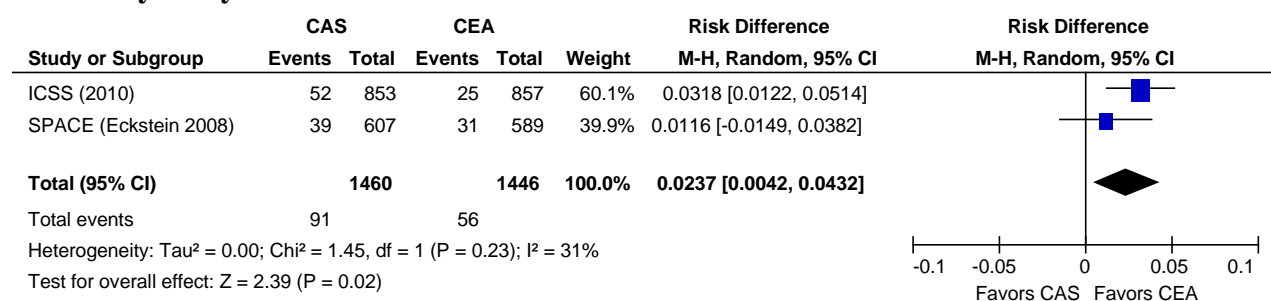 CAS CEA Risk Difference Risk Difference
Study or Subgroup Events Total Events Total Weight M-H, Random, 95% CI M-H, Random, 95% CI
ICSS (2010) 52 853 25 857 60.1% 0.0318 [0.0122, 0.0514]
SPACE (Eckstein 2008) 39 607 31 589 39.9% 0.0116 [-0.0149, 0.0382]
Total (95% CI) 1460 1446 100.0% 0.0237 [0.0042, 0.0432]
Total events 91 56
Heterogeneity: Tau² = 0.00; Chi² = 1.45, df = 1 (P = 0.23); I² = 31%
Test for overall effect: Z = 2.39 (P = 0.02)
-0.1 -0.05 0 0.05 0.1
Favors CAS Favors CEA